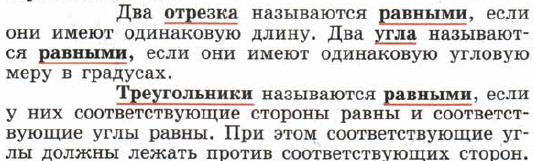 Два отрезка называются равными, если
они имеют одинаковую длину. Два угла называют-
ся равными, если они имеют одинаковую угловую
меру в градусах.
Треугольники называются равными, если
у них соответствующие стороны равны и соответст-
вующие углы равны. При этом соответствующие уг-
лы должны лежать против соответствующих сторон.